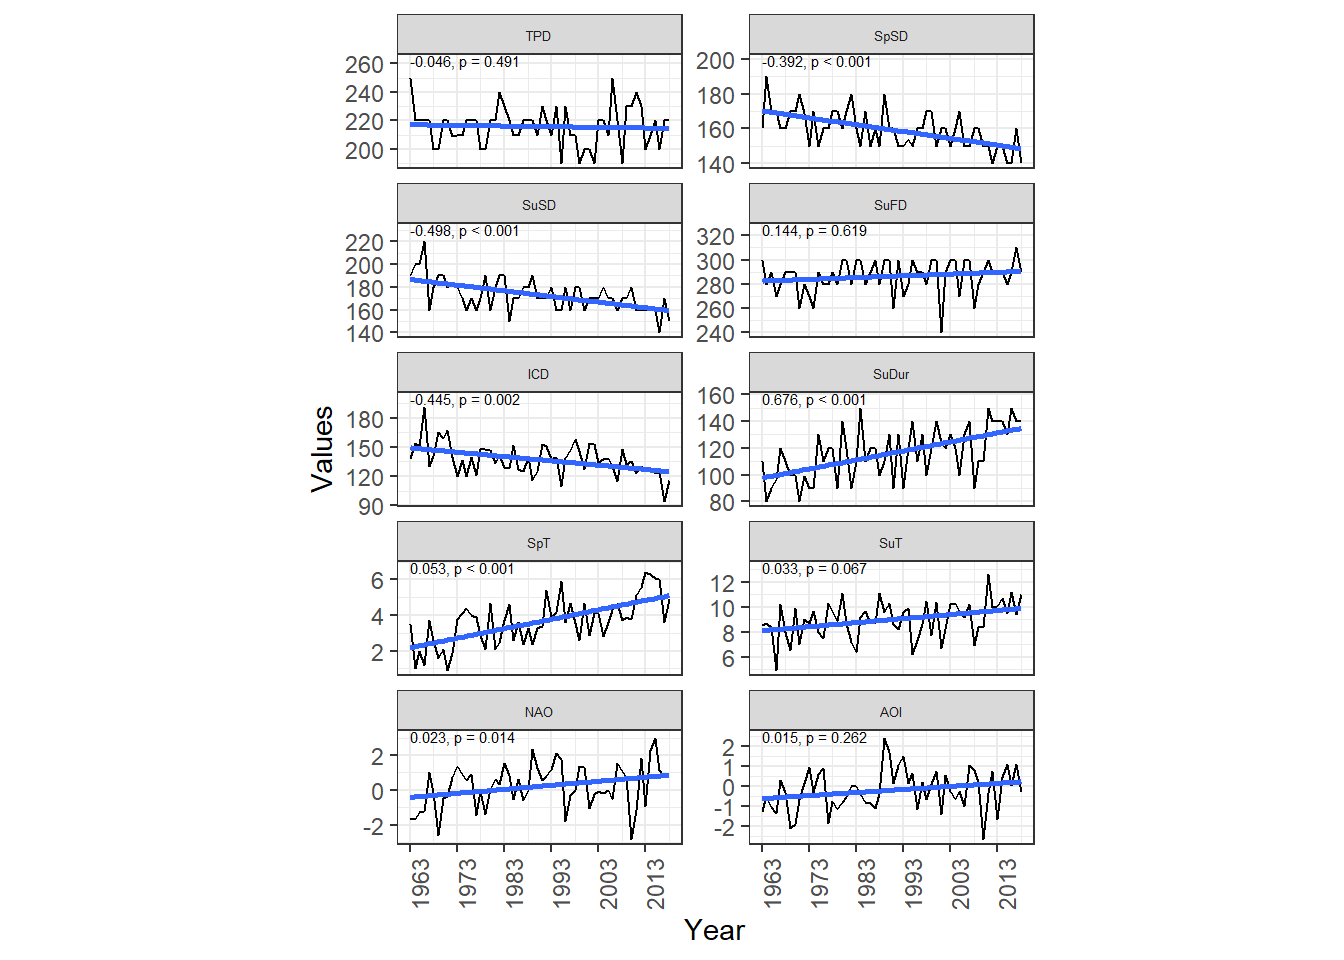 TPD
-0.046, p = 0.491
260
240
220
200
SpSD
-0.392, p < 0.001
200
180
160
140
SuSD
-0.498, p < 0.001
220
200
180
160
140
SuFD
0.144, p = 0.619
320
300
280
260
240
ICD
-0.445, p = 0.002
180
150
120
90
SuDur
0.676, p < 0.001
160
140
120
100
80
SpT
0.053, p < 0.001
6
4
2
SuT
0.033, p = 0.067
12
10
8
6
NAO
0.023, p = 0.014
2
0
-2
AOI
0.015, p = 0.262
2
1
0
-1
-2
1963
1973
1983
1993
2003
2013
1963
1973
1983
1993
2003
2013
Values
Year